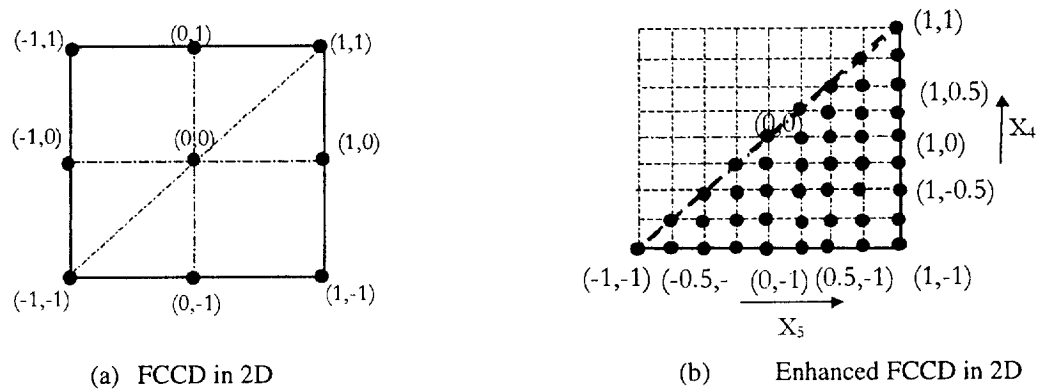 (-1,1)
(0,1)
(1,1)
(-1,0)
(0,0)
(1,0)
(-1,-1)
(0,-1)
(1,-1)
(a) FCCD in 2D
(1,1)
(1,0.5)
X₄
(0,0)
(1,0)
(1,-0.5)
(-1,-1) (-0.5,- (0,-1) (0.5,-1) (1,-1)
X₅
(b) Enhanced FCCD in 2D